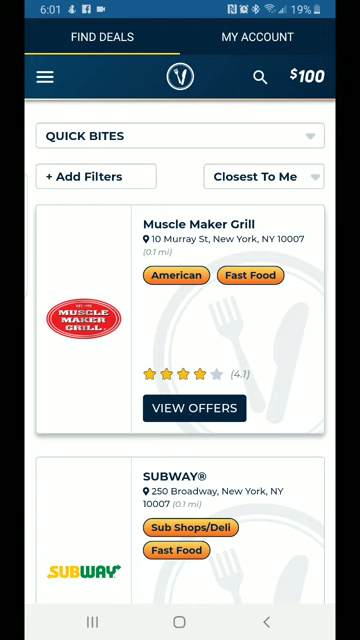 6:01 19%
FIND DEALS MY ACCOUNT
$100
QUICK BITES
+ Add Filters Closest To Me
Muscle Maker Grill
10 Murray St, New York, NY 10007
(0.1 mi)
American Fast Food
EST. 1995
MUSCLE
MAKER
GRILL
(4.1)
VIEW OFFERS
SUBWAY®
250 Broadway, New York, NY
10007 (0.1 mi)
Sub Shops/Deli
Fast Food
SUBWAY